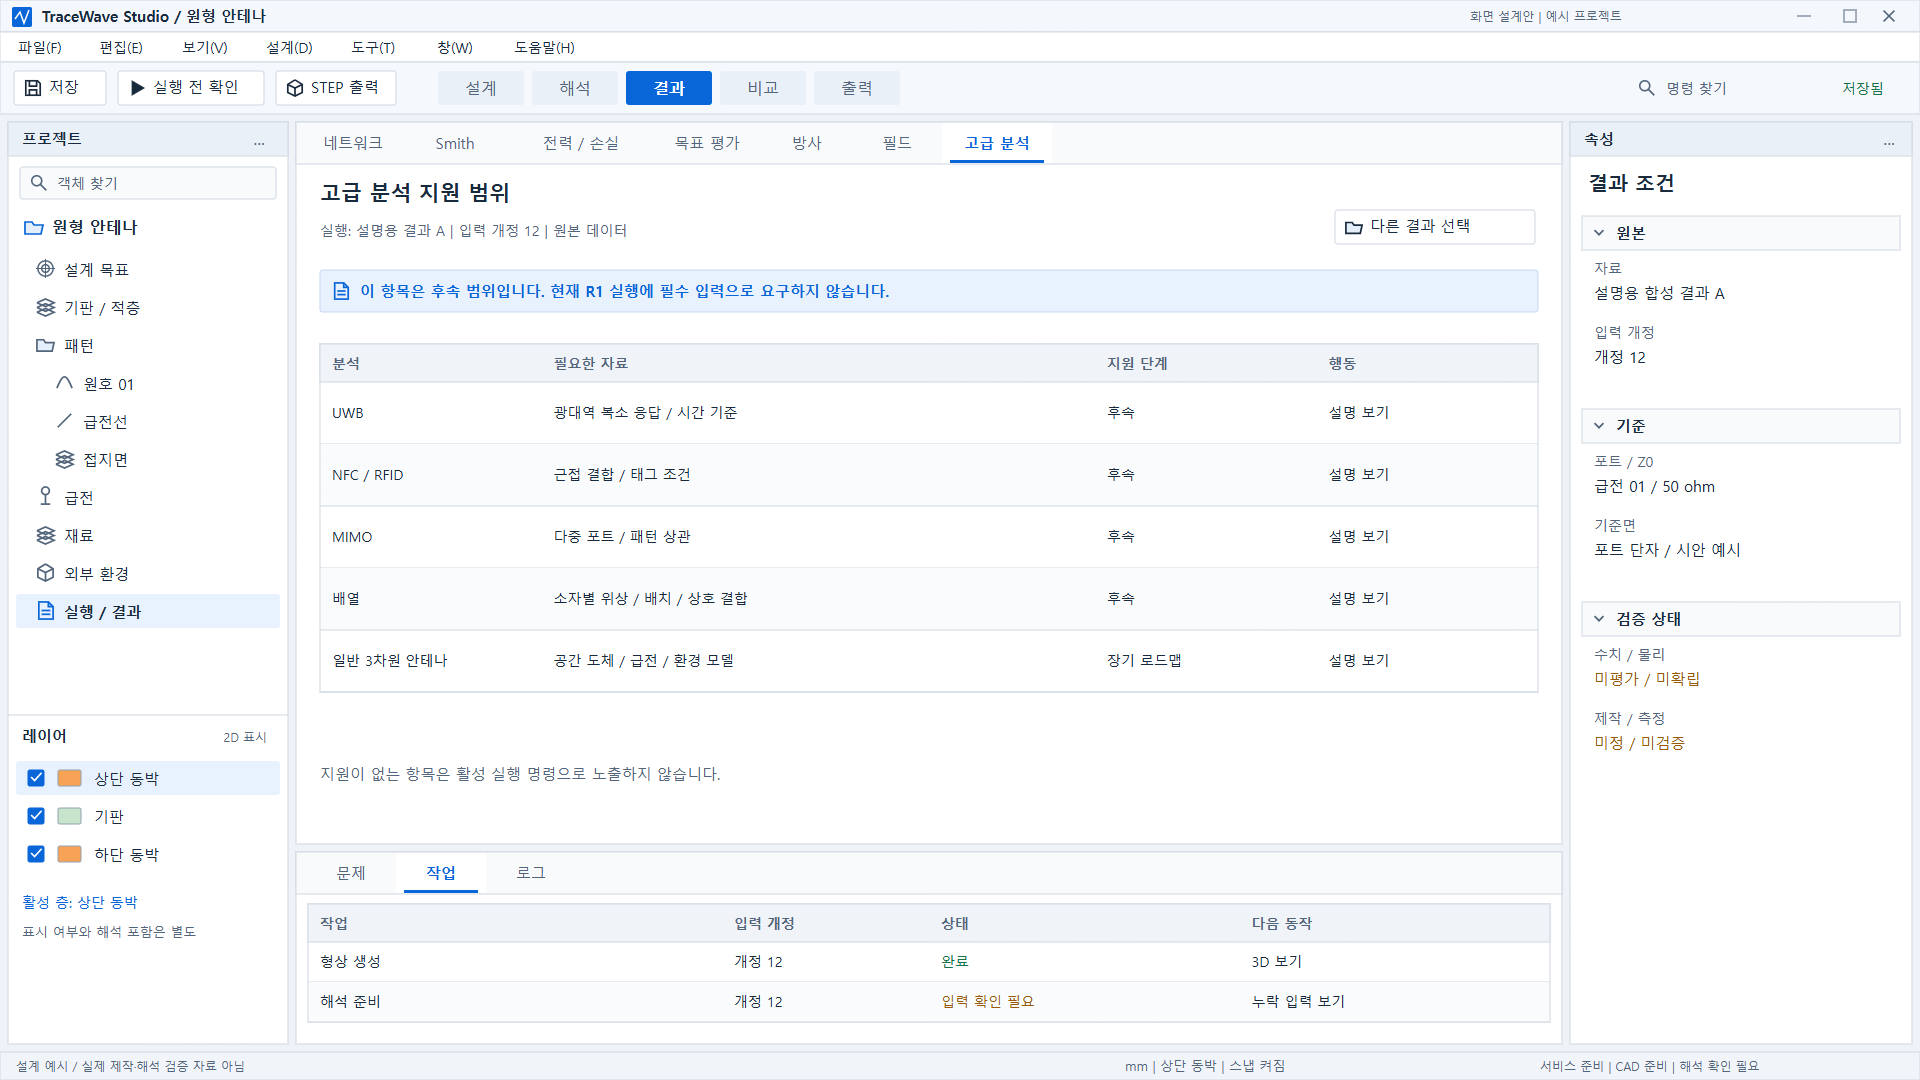 TraceWave Studio / 원형 안테나
화면 설계안 | 예시 프로젝트
파일(F) 편집(E) 보기(V) 설계(D) 도구(T) 창(W) 도움말(H)
저장 실행 전 확인 STEP 출력 설계 해석 결과 비교 출력 명령 찾기 저장됨
프로젝트 ...
객체 찾기
원형 안테나
설계 목표
기판 / 적층
패턴
원호 01
급전선
접지면
급전
재료
외부 환경
실행 / 결과
레이어 2D 표시
상단 동박
기판
하단 동박
활성 층: 상단 동박
표시 여부와 해석 포함은 별도
네트워크 Smith 전력 / 손실 목표 평가 방사 필드 고급 분석
고급 분석 지원 범위
실행: 설명용 결과 A | 입력 개정 12 | 원본 데이터
다른 결과 선택
이 항목은 후속 범위입니다. 현재 R1 실행에 필수 입력으로 요구하지 않습니다.
분석 필요한 자료 지원 단계 행동
UWB 광대역 복소 응답 / 시간 기준 후속 설명 보기
NFC / RFID 근접 결합 / 태그 조건 후속 설명 보기
MIMO 다중 포트 / 패턴 상관 후속 설명 보기
배열 소자별 위상 / 배치 / 상호 결합 후속 설명 보기
일반 3차원 안테나 공간 도체 / 급전 / 환경 모델 장기 로드맵 설명 보기
지원이 없는 항목은 활성 실행 명령으로 노출하지 않습니다.
문제 작업 로그
작업 입력 개정 상태 다음 동작
형상 생성 개정 12 완료 3D 보기
해석 준비 개정 12 입력 확인 필요 누락 입력 보기
속성 ...
결과 조건
원본
자료
설명용 합성 결과 A
입력 개정
개정 12
기준
포트 / Z0
급전 01 / 50 ohm
기준면
포트 단자 / 시안 예시
검증 상태
수치 / 물리
미평가 / 미확립
제작 / 측정
미정 / 미검증
설계 예시 / 실제 제작·해석 검증 자료 아님
mm | 상단 동박 | 스냅 켜짐
서비스 준비 | CAD 준비 | 해석 확인 필요